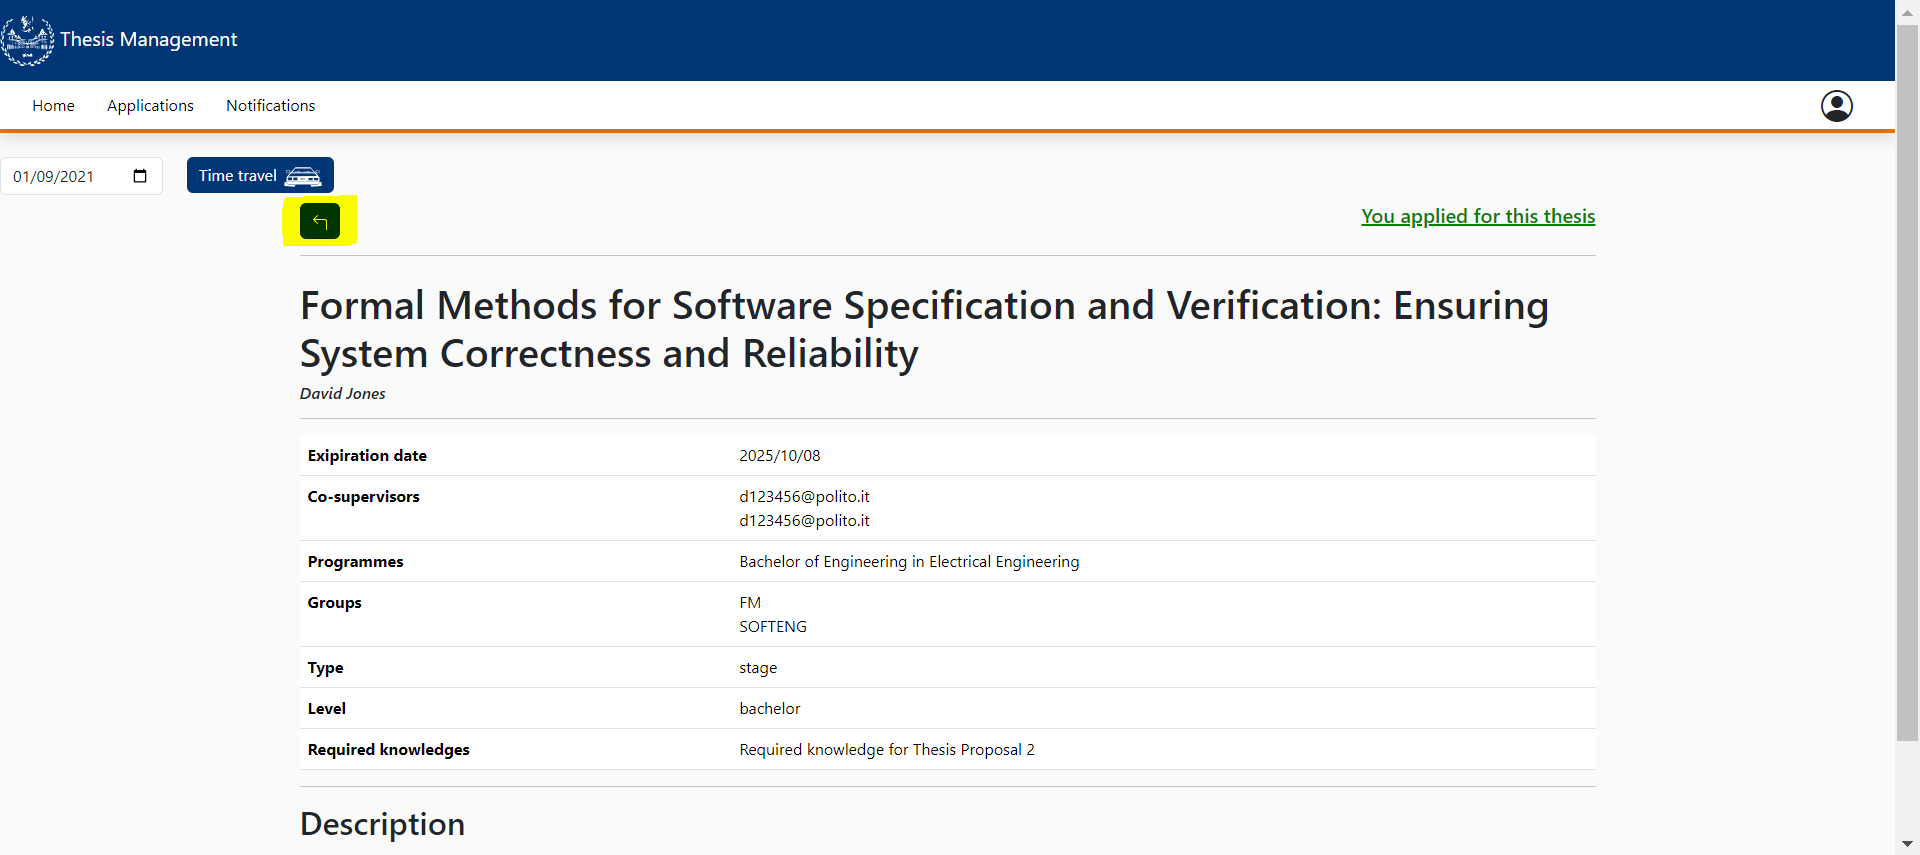 Thesis Management
Home Applications Notifications
01/09/2021 Time travel
You applied for this thesis
Formal Methods for Software Specification and Verification: Ensuring
System Correctness and Reliability
David Jones
Exipiration date 2025/10/08
Co-supervisors d123456@polito.it
d123456@polito.it
Programmes Bachelor of Engineering in Electrical Engineering
Groups FM
SOFTENG
Type stage
Level bachelor
Required knowledges Required knowledge for Thesis Proposal 2
Description